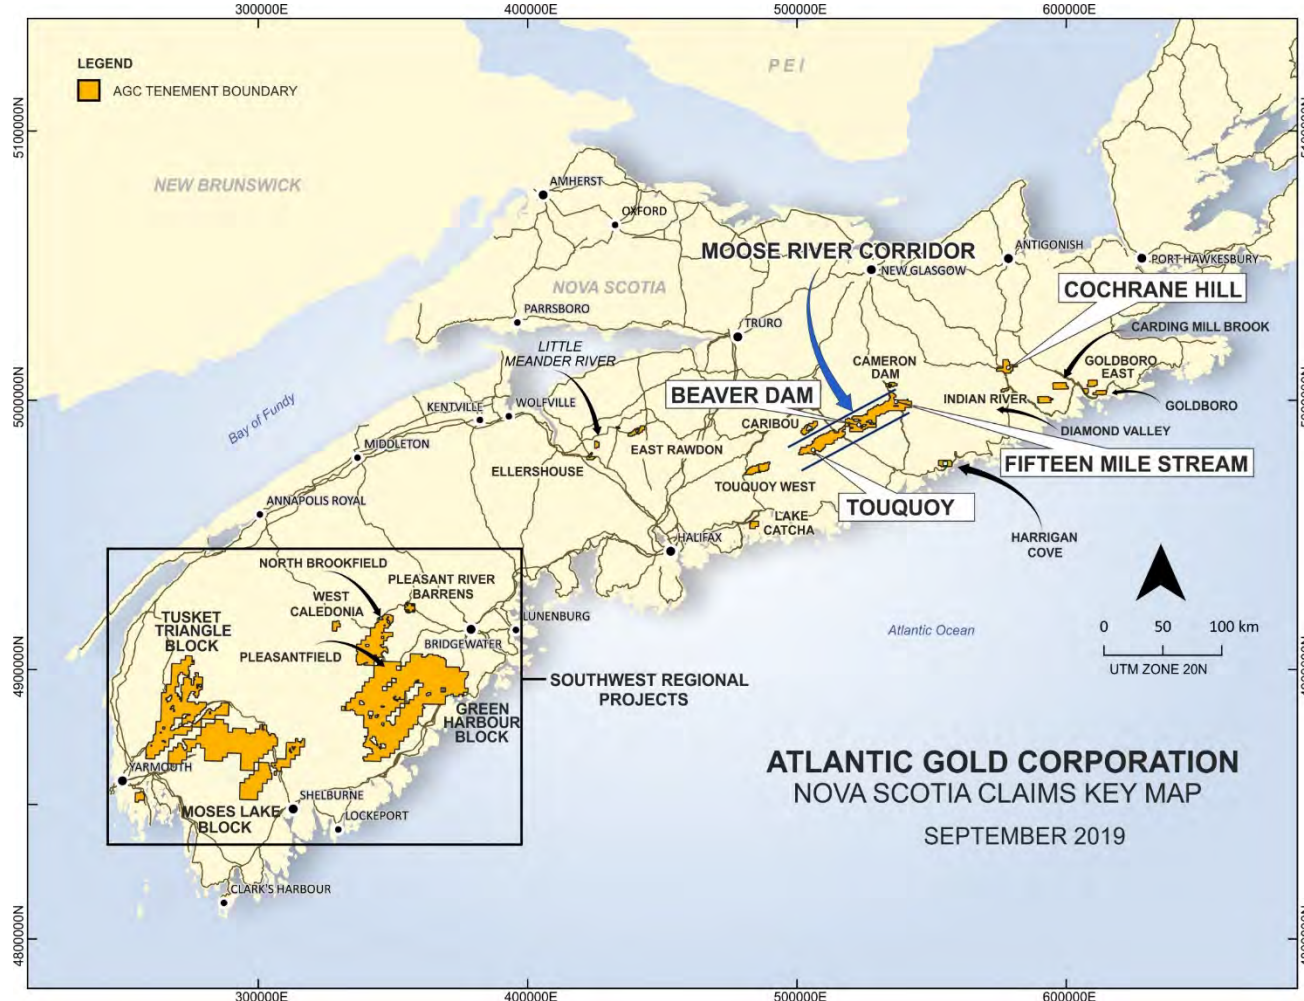 300000E
400000E
500000E
600000E
LEGEND
AGC TENEMENT BOUNDARY
PEI
5100000N
NEW BRUNSWICK
AMHERST
OXFORD
MOOSE RIVER CORRIDOR
NEW GLASGOW
ANTIGONISH
PORT HAWKESBURY
NOVA SCOTIA
COCHRANE HILL
PARRSBORO
TRURO
CARDING MILL BROOK
LITTLE
MEANDER RIVER
CAMERON
DAM
GOLDBORO
EAST
BEAVER DAM
INDIAN RIVER
GOLDBORO
5000000N
Bay of Fundy
KENTVILLE
WOLFVILLE
CARIBOU
DIAMOND VALLEY
MIDDLETON
EAST RAWDON
ELLERSHOUSE
FIFTEEN MILE STREAM
TOUQUOY WEST
TOUQUOY
ANNAPOLIS ROYAL
LAKE
CATCHA
HALIFAX
HARRIGAN
COVE
NORTH BROOKFIELD
PLEASANT RIVER
BARRENS
WEST
CALEDONIA
TUSKET
TRIANGLE
BLOCK
LUNENBURG
BRIDGEWATER
Atlantic Ocean
0 50 100 km
UTM ZONE 20N
PLEASANTFIELD
4900000N
SOUTHWEST REGIONAL
PROJECTS
GREEN
HARBOUR
BLOCK
YARMOUTH
MOSES LAKE
BLOCK
SHELBURNE
LOCKEPORT
CLARK'S HARBOUR
ATLANTIC GOLD CORPORATION
NOVA SCOTIA CLAIMS KEY MAP
SEPTEMBER 2019
4800000N
300000E
400000E
500000E
600000E